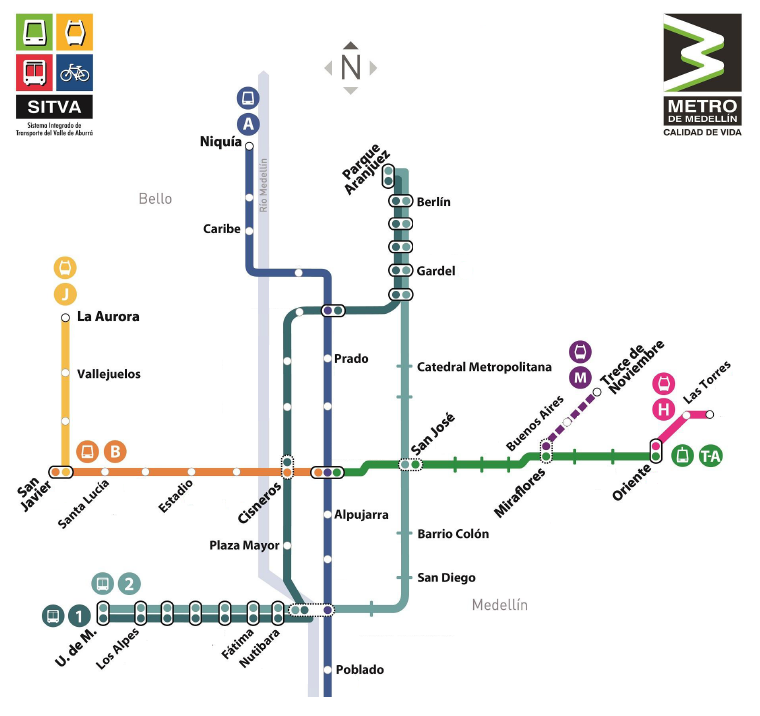 SITVA
Sistema Integrado de
Transporte del Valle de Aburrá
N
METRO
DE MEDELLÍN
CALIDAD DE VIDA
A
Niquía
Río Medellín
Bello
Caribe
Parque
Aranjuez
Berlín
Gardel
J
La Aurora
Vallejuelos
Prado
Catedral Metropolitana
M
Trece de
Noviembre
H
Las Torres
Buenos Aires
San José
B
San
Javier
Santa Lucía
Estadio
Cisneros
Miraflores
Oriente
T-A
Alpujarra
Plaza Mayor
Barrio Colón
San Diego
2
1
U. de M.
Los Alpes
Fátima
Nutibara
Medellín
Poblado